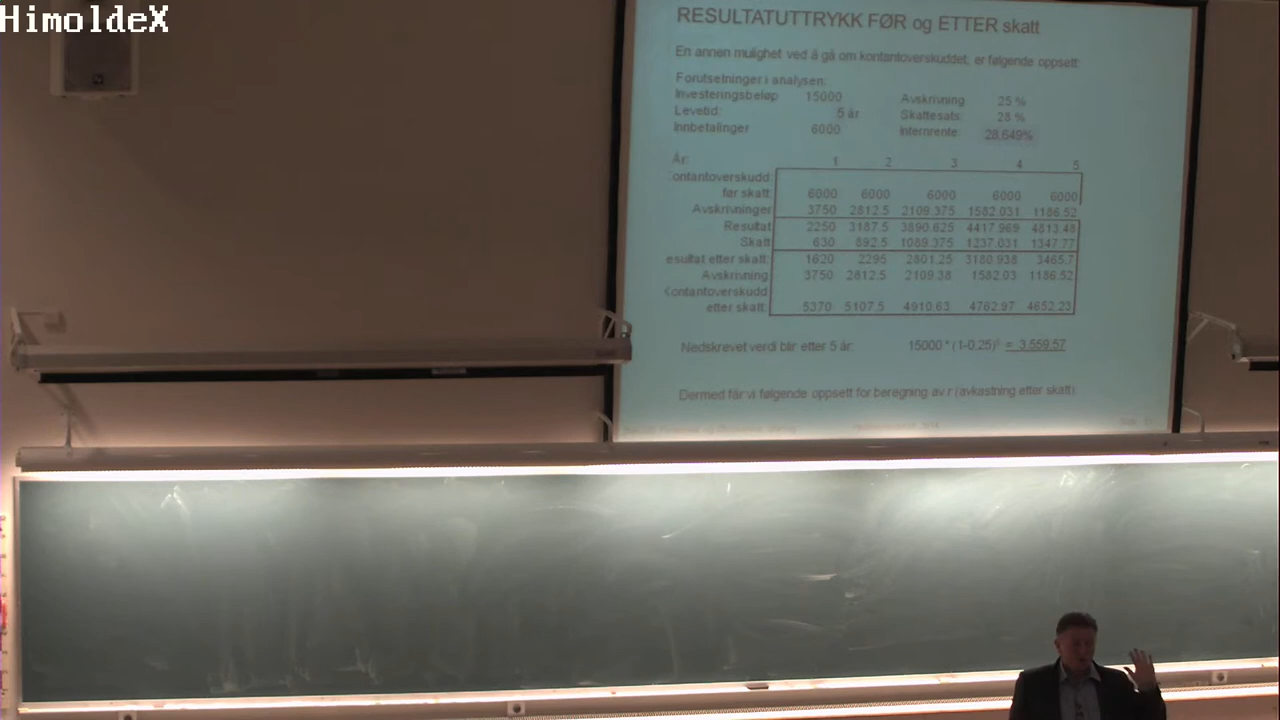 HimoldeX
RESULTATUTTRYKK FØR og ETTER skatt
En annen mulighet ved å gå om kontantoverskuddet, er følgende oppsett:
Forutsetninger i analysen:
Investeringsbeløp 15000 Avskrivning 25 %
Levetid: 5 år Skattesats: 28 %
Innbetalinger 6000 Internrente: 28,649%
År: 1 2 3 4 5
ontantoverskudd
før skatt: 6000 6000 6000 6000 6000
Avskrivninger 3750 2812.5 2109.375 1582.031 1186.52
Resultat 2250 3187.5 3890.625 4417.969 4813.48
Skatt 630 892.5 1089.375 1237.031 1347.77
esultat etter skatt: 1620 2295 2801.25 3180.938 3465.7
Avskrivning 3750 2812.5 2109.38 1582.03 1186.52
Kontantoverskudd
etter skatt: 5370 5107.5 4910.63 4762.97 4652.23
Nedskrevet verdi blir etter 5 år: 15000 * (1-0.25)⁵ = 3 559,57
Dermed får vi følgende oppsett for beregning av r (avkastning etter skatt).